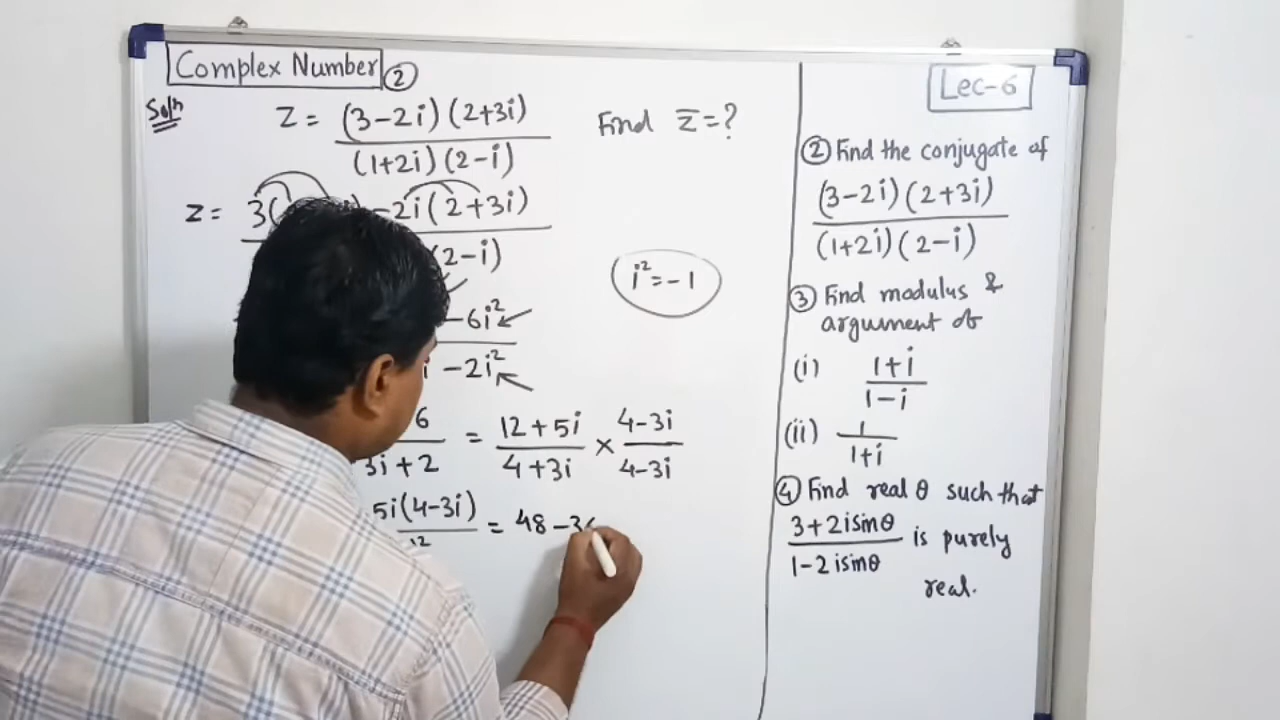 Complex Number ②
Soln
Z = (3-2i)(2+3i)
(1+2i)(2-i)
Find z̄ = ?
z = 3( -2i(2+3i)
(2-i)
-6i²
i -2i²
i² = -1
6
3i+2
= 12+5i × 4-3i
4+3i 4-3i
5i(4-3i) = 48 -3
Lec-6
② Find the conjugate of
(3-2i)(2+3i)
(1+2i)(2-i)
③ Find modulus &
argument of
(i) 1+i
1-i
(ii) 1
1+i
④ Find real θ such that
3+2isinθ
1-2isinθ
is purely
real.